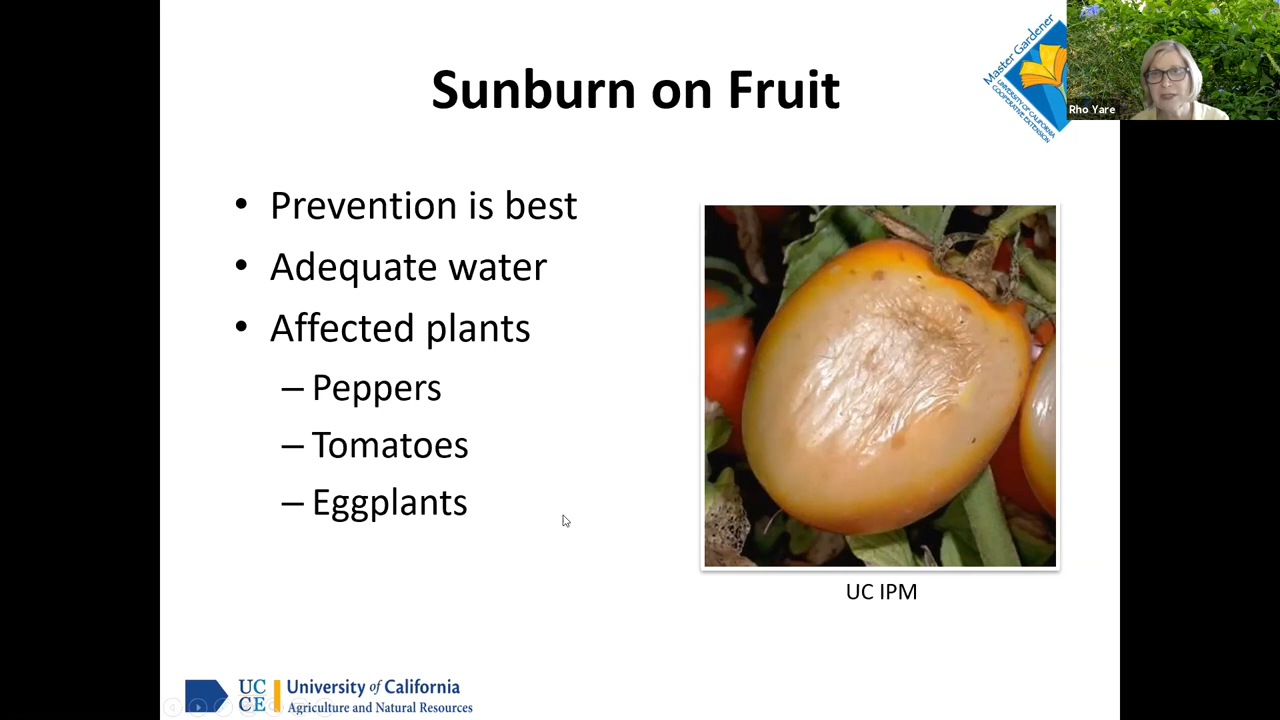 Sunburn on Fruit
Master Gardener
UNIVERSITY OF CALIFORNIA
COOPERATIVE EXTENSION
Rho Yare
• Prevention is best
• Adequate water
• Affected plants
– Peppers
– Tomatoes
– Eggplants
UC IPM
UC
CE
University of California
Agriculture and Natural Resources